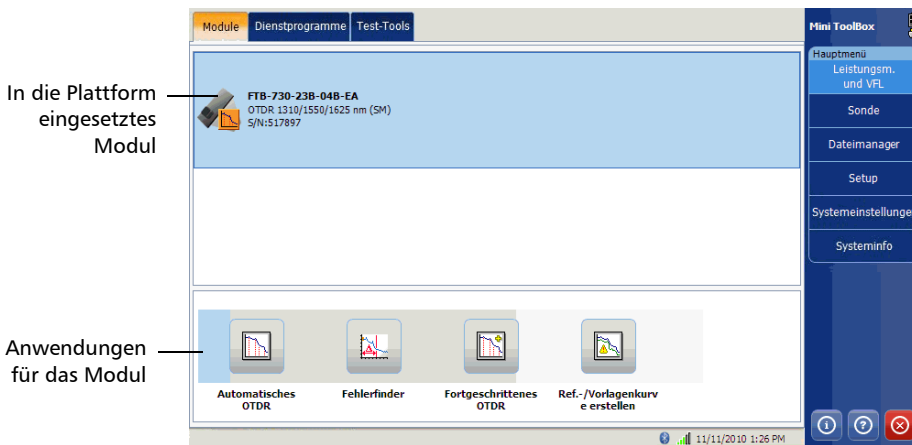 Module Dienstprogramme Test-Tools
Mini ToolBox
In die Plattform
eingesetztes
Modul
FTB-730-23B-04B-EA
OTDR 1310/1550/1625 nm (SM)
S/N:517897
Hauptmenü
Leistungsm.
und VFL
Sonde
Dateimanager
Setup
Systemeinstellunge
Systeminfo
Anwendungen
für das Modul
Automatisches
OTDR
Fehlerfinder
Fortgeschrittenes
OTDR
Ref.-/Vorlagenkurv
e erstellen
11/11/2010 1:26 PM